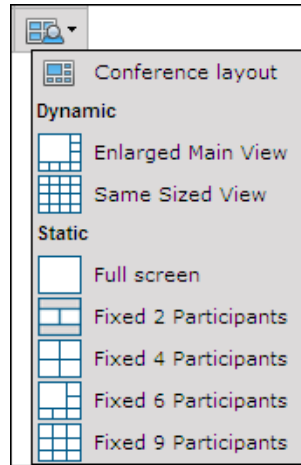 Conference layout
Dynamic
Enlarged Main View
Same Sized View
Static
Full screen
Fixed 2 Participants
Fixed 4 Participants
Fixed 6 Participants
Fixed 9 Participants